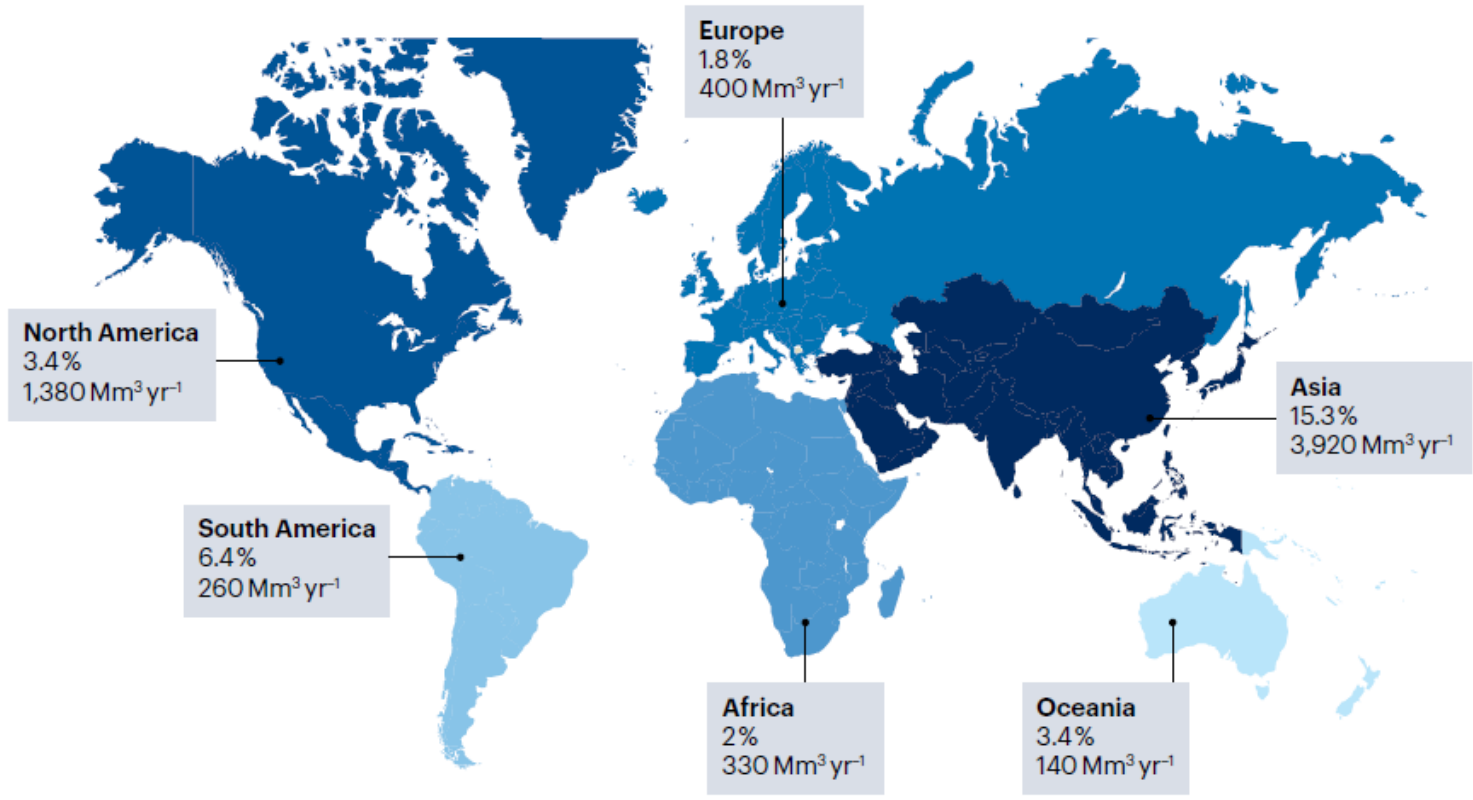 Europe
1.8%
400 Mm³ yr⁻¹
North America
3.4%
1,380 Mm³ yr⁻¹
Asia
15.3%
3,920 Mm³ yr⁻¹
South America
6.4%
260 Mm³ yr⁻¹
Africa
2%
330 Mm³ yr⁻¹
Oceania
3.4%
140 Mm³ yr⁻¹